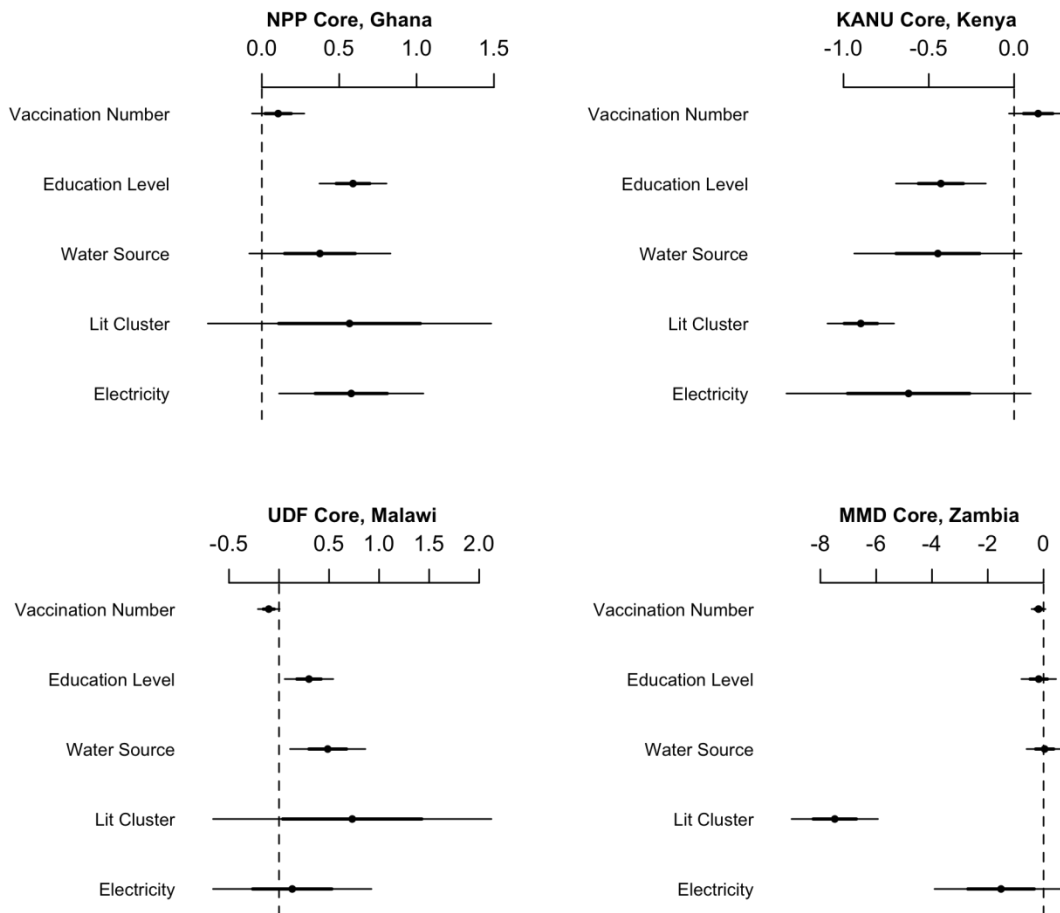 NPP Core, Ghana
0.0 0.5 1.0 1.5
Vaccination Number
Education Level
Water Source
Lit Cluster
Electricity
KANU Core, Kenya
-1.0 -0.5 0.0
Vaccination Number
Education Level
Water Source
Lit Cluster
Electricity
UDF Core, Malawi
-0.5 0.5 1.0 1.5 2.0
Vaccination Number
Education Level
Water Source
Lit Cluster
Electricity
MMD Core, Zambia
-8 -6 -4 -2 0
Vaccination Number
Education Level
Water Source
Lit Cluster
Electricity